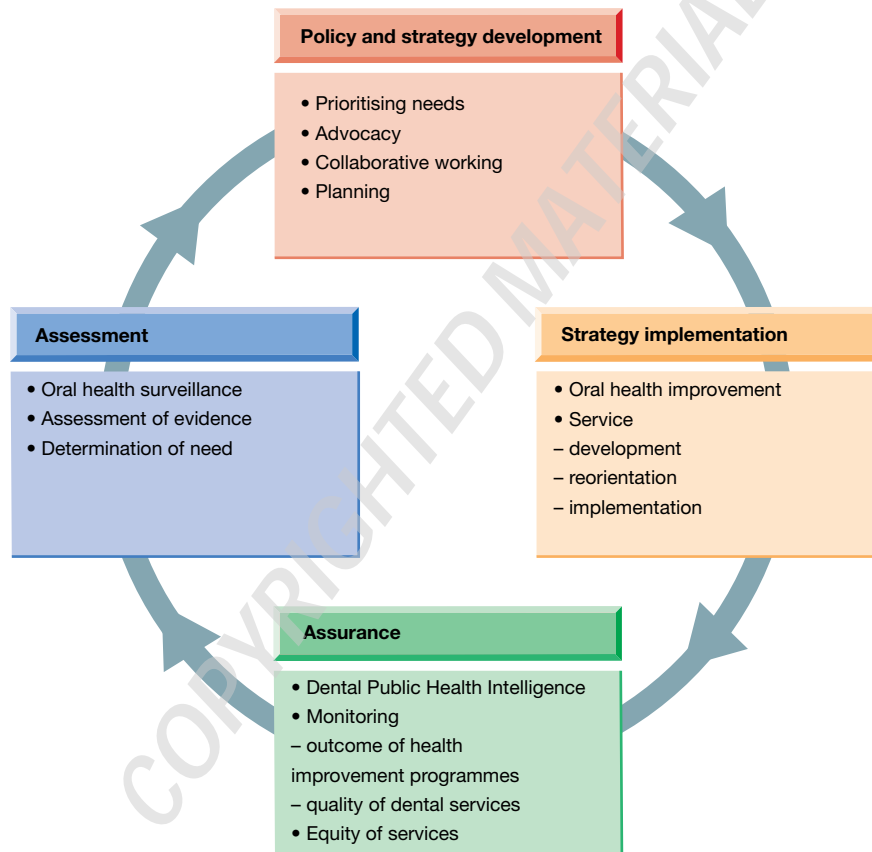 Policy and strategy development
• Prioritising needs
• Advocacy
• Collaborative working
• Planning
Assessment
• Oral health surveillance
• Assessment of evidence
• Determination of need
Strategy implementation
• Oral health improvement
• Service
– development
– reorientation
– implementation
Assurance
• Dental Public Health Intelligence
• Monitoring
– outcome of health
improvement programmes
– quality of dental services
• Equity of services
COPYRIGHTED MATERIAL